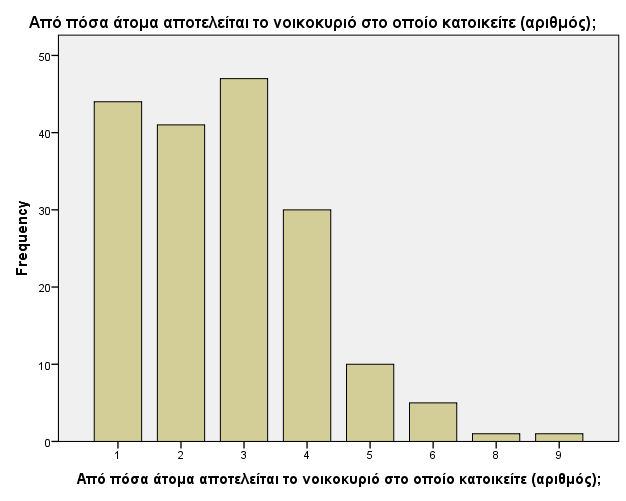 Από πόσα άτομα αποτελείται το νοικοκυριό στο οποίο κατοικείτε (αριθμός);
50
40
30
20
10
0
Frequency
1 2 3 4 5 6 8 9
Από πόσα άτομα αποτελείται το νοικοκυριό στο οποίο κατοικείτε (αριθμός);